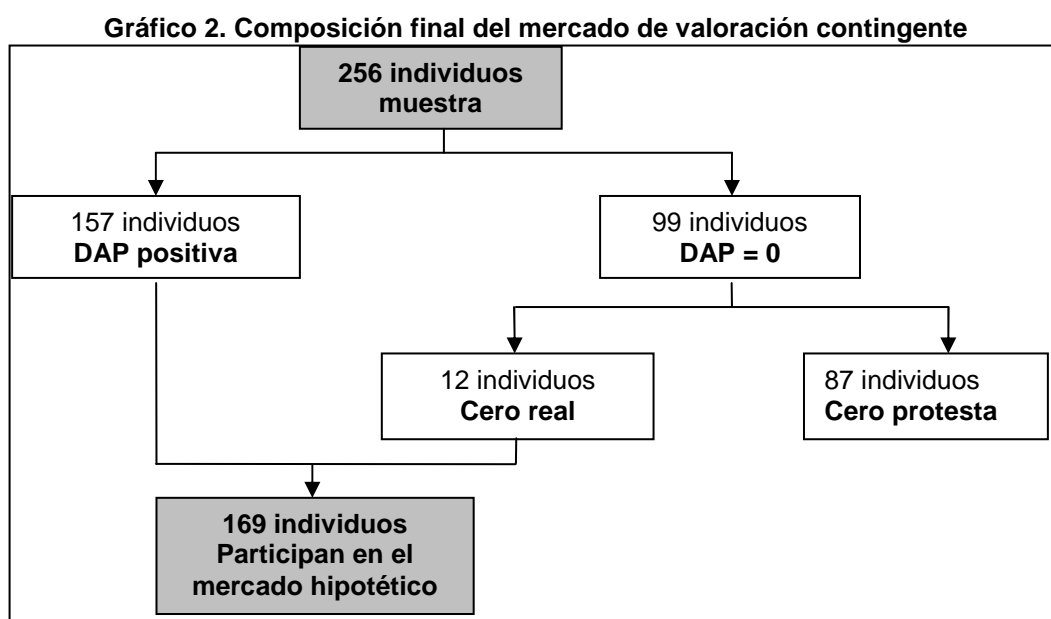 Gráfico 2. Composición final del mercado de valoración contingente
256 individuos
muestra
157 individuos
DAP positiva
99 individuos
DAP = 0
12 individuos
Cero real
87 individuos
Cero protesta
169 individuos
Participan en el
mercado hipotético